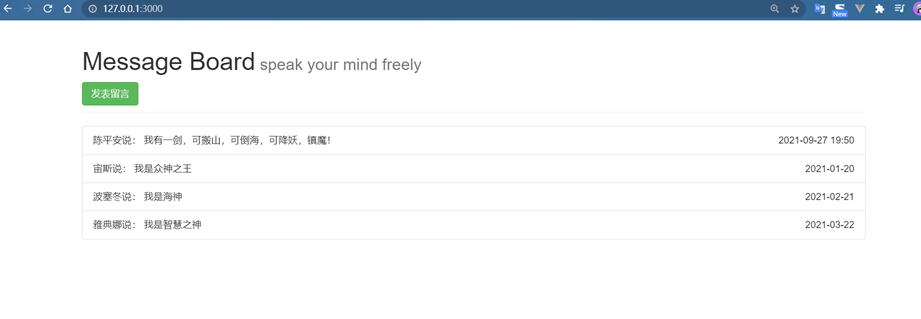 127.0.0.1:3000
New
Message Board speak your mind freely
发表留言
陈平安说： 我有一剑，可搬山，可倒海，可降妖，镇魔！ 2021-09-27 19:50
宙斯说： 我是众神之王 2021-01-20
波塞冬说： 我是海神 2021-02-21
雅典娜说： 我是智慧之神 2021-03-22